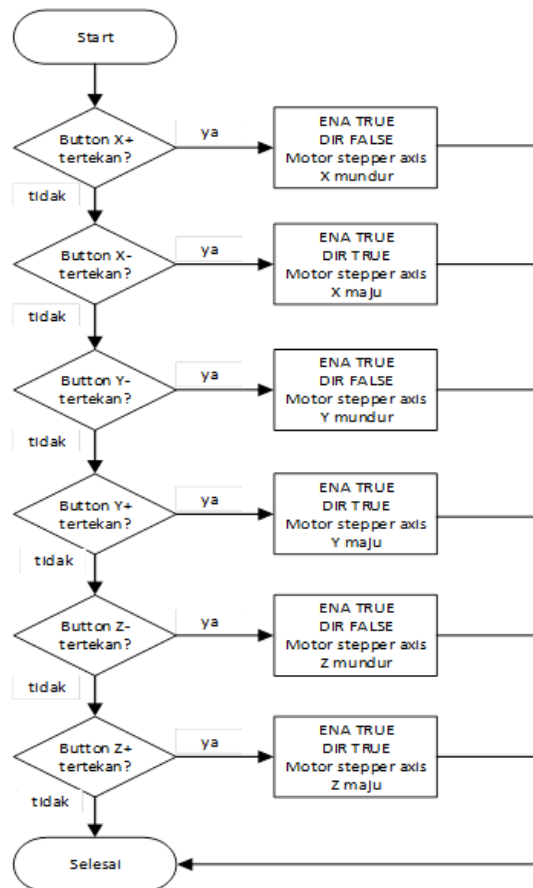 Start
Button X+
tertekan?
ya
ENA TRUE
DIR FALSE
Motor stepper axis
X mundur
tidak
Button X-
tertekan?
ya
ENA TRUE
DIR TRUE
Motor stepper axis
X maju
tidak
Button Y-
tertekan?
ya
ENA TRUE
DIR FALSE
Motor stepper axis
Y mundur
tidak
Button Y+
tertekan?
ya
ENA TRUE
DIR TRUE
Motor stepper axis
Y maju
tidak
Button Z-
tertekan?
ya
ENA TRUE
DIR FALSE
Motor stepper axis
Z mundur
tidak
Button Z+
tertekan?
ya
ENA TRUE
DIR TRUE
Motor stepper axis
Z maju
tidak
Selesai